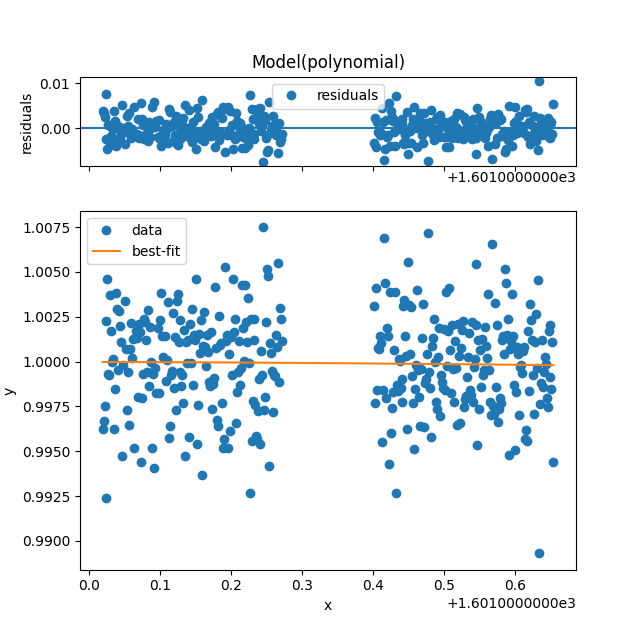 Model(polynomial)
0.01
0.00
residuals
residuals
+1.6010000000e3
1.0075
1.0050
1.0025
1.0000
0.9975
0.9950
0.9925
0.9900
y
data
best-fit
0.0 0.1 0.2 0.3 0.4 0.5 0.6
x
+1.6010000000e3